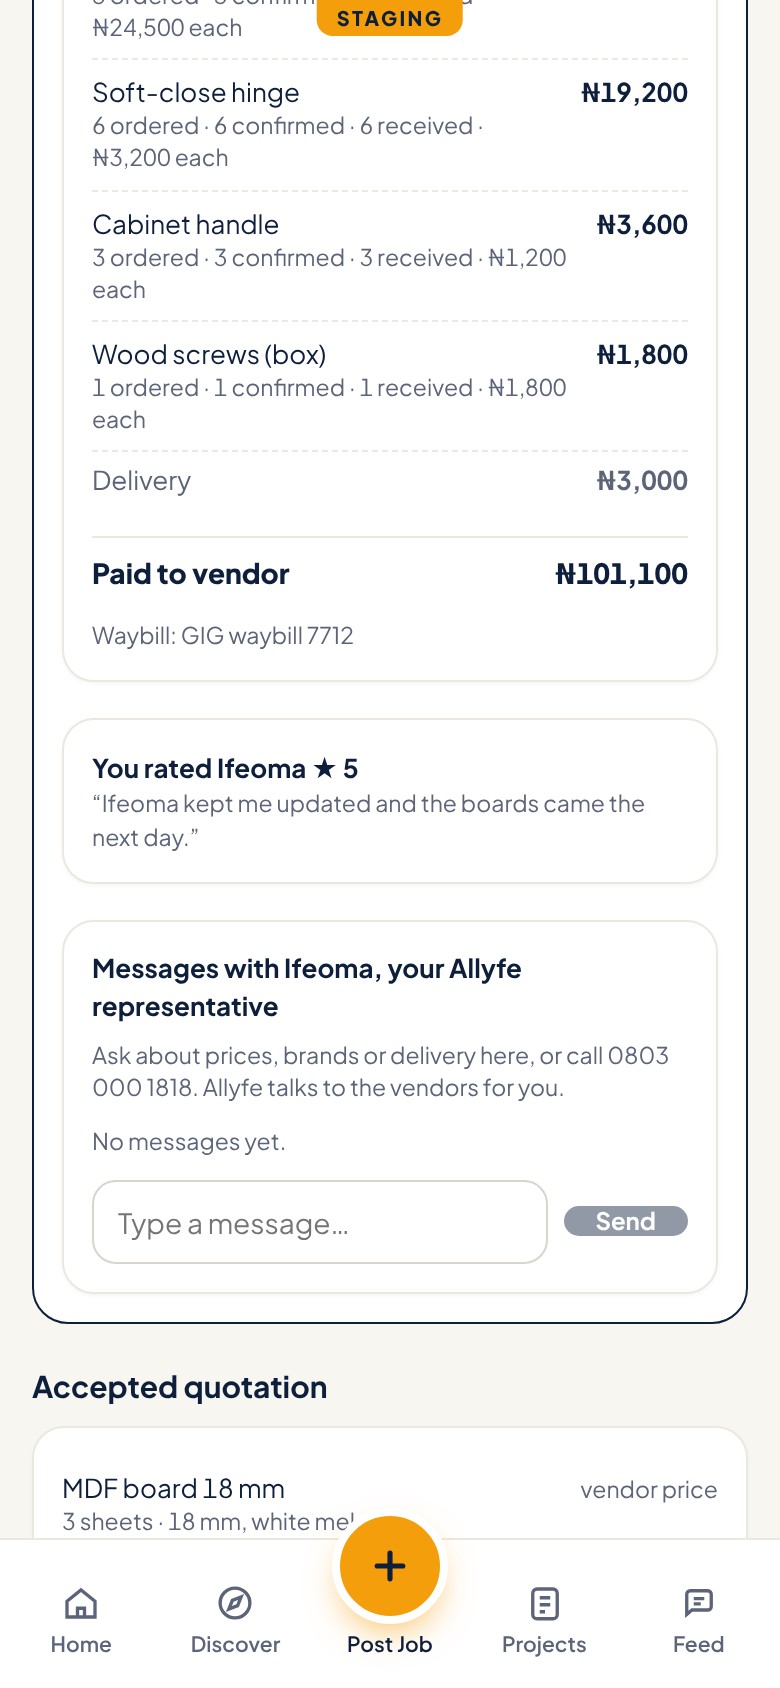 STAGING
₦24,500 each
Soft-close hinge ₦19,200
6 ordered · 6 confirmed · 6 received ·
₦3,200 each
Cabinet handle ₦3,600
3 ordered · 3 confirmed · 3 received · ₦1,200
each
Wood screws (box) ₦1,800
1 ordered · 1 confirmed · 1 received · ₦1,800
each
Delivery ₦3,000
Paid to vendor ₦101,100
Waybill: GIG waybill 7712
You rated Ifeoma ★ 5
“Ifeoma kept me updated and the boards came the
next day.”
Messages with Ifeoma, your Allyfe
representative
Ask about prices, brands or delivery here, or call 0803
000 1818. Allyfe talks to the vendors for you.
No messages yet.
Type a message…
Send
Accepted quotation
MDF board 18 mm vendor price
3 sheets · 18 mm, white
Home
Discover
Post Job
Projects
Feed